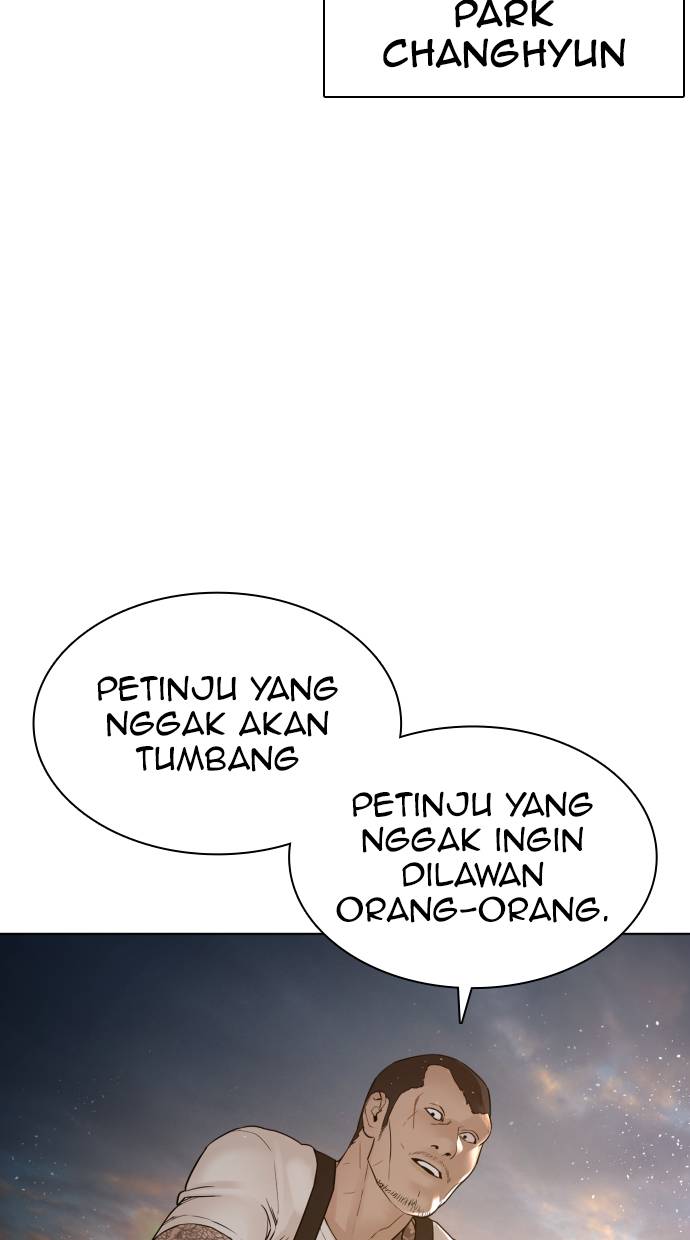 PARK
CHANGHYUN
PETINJU YANG
NGGAK AKAN
TUMBANG
PETINJU YANG
NGGAK INGIN
DILAWAN
ORANG-ORANG.